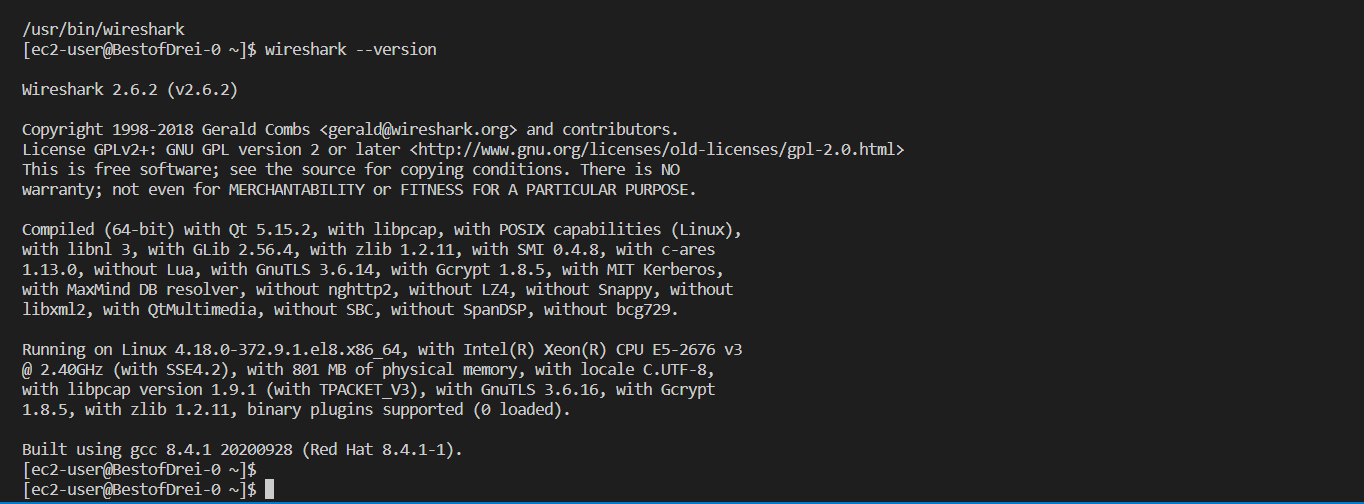 /usr/bin/wireshark
[ec2-user@BestofDrei-0 ~]$ wireshark --version
Wireshark 2.6.2 (v2.6.2)
Copyright 1998-2018 Gerald Combs <gerald@wireshark.org> and contributors.
License GPLv2+: GNU GPL version 2 or later <http://www.gnu.org/licenses/old-licenses/gpl-2.0.html>
This is free software; see the source for copying conditions. There is NO
warranty; not even for MERCHANTABILITY or FITNESS FOR A PARTICULAR PURPOSE.
Compiled (64-bit) with Qt 5.15.2, with libpcap, with POSIX capabilities (Linux),
with libnl 3, with GLib 2.56.4, with zlib 1.2.11, with SMI 0.4.8, with c-ares
1.13.0, without Lua, with GnuTLS 3.6.14, with Gcrypt 1.8.5, with MIT Kerberos,
with MaxMind DB resolver, without nghttp2, without LZ4, without Snappy, without
libxml2, with QtMultimedia, without SBC, without SpanDSP, without bcg729.
Running on Linux 4.18.0-372.9.1.el8.x86_64, with Intel(R) Xeon(R) CPU E5-2676 v3
@ 2.40GHz (with SSE4.2), with 801 MB of physical memory, with locale C.UTF-8,
with libpcap version 1.9.1 (with TPACKET_V3), with GnuTLS 3.6.16, with Gcrypt
1.8.5, with zlib 1.2.11, binary plugins supported (0 loaded).
Built using gcc 8.4.1 20200928 (Red Hat 8.4.1-1).
[ec2-user@BestofDrei-0 ~]$
[ec2-user@BestofDrei-0 ~]$